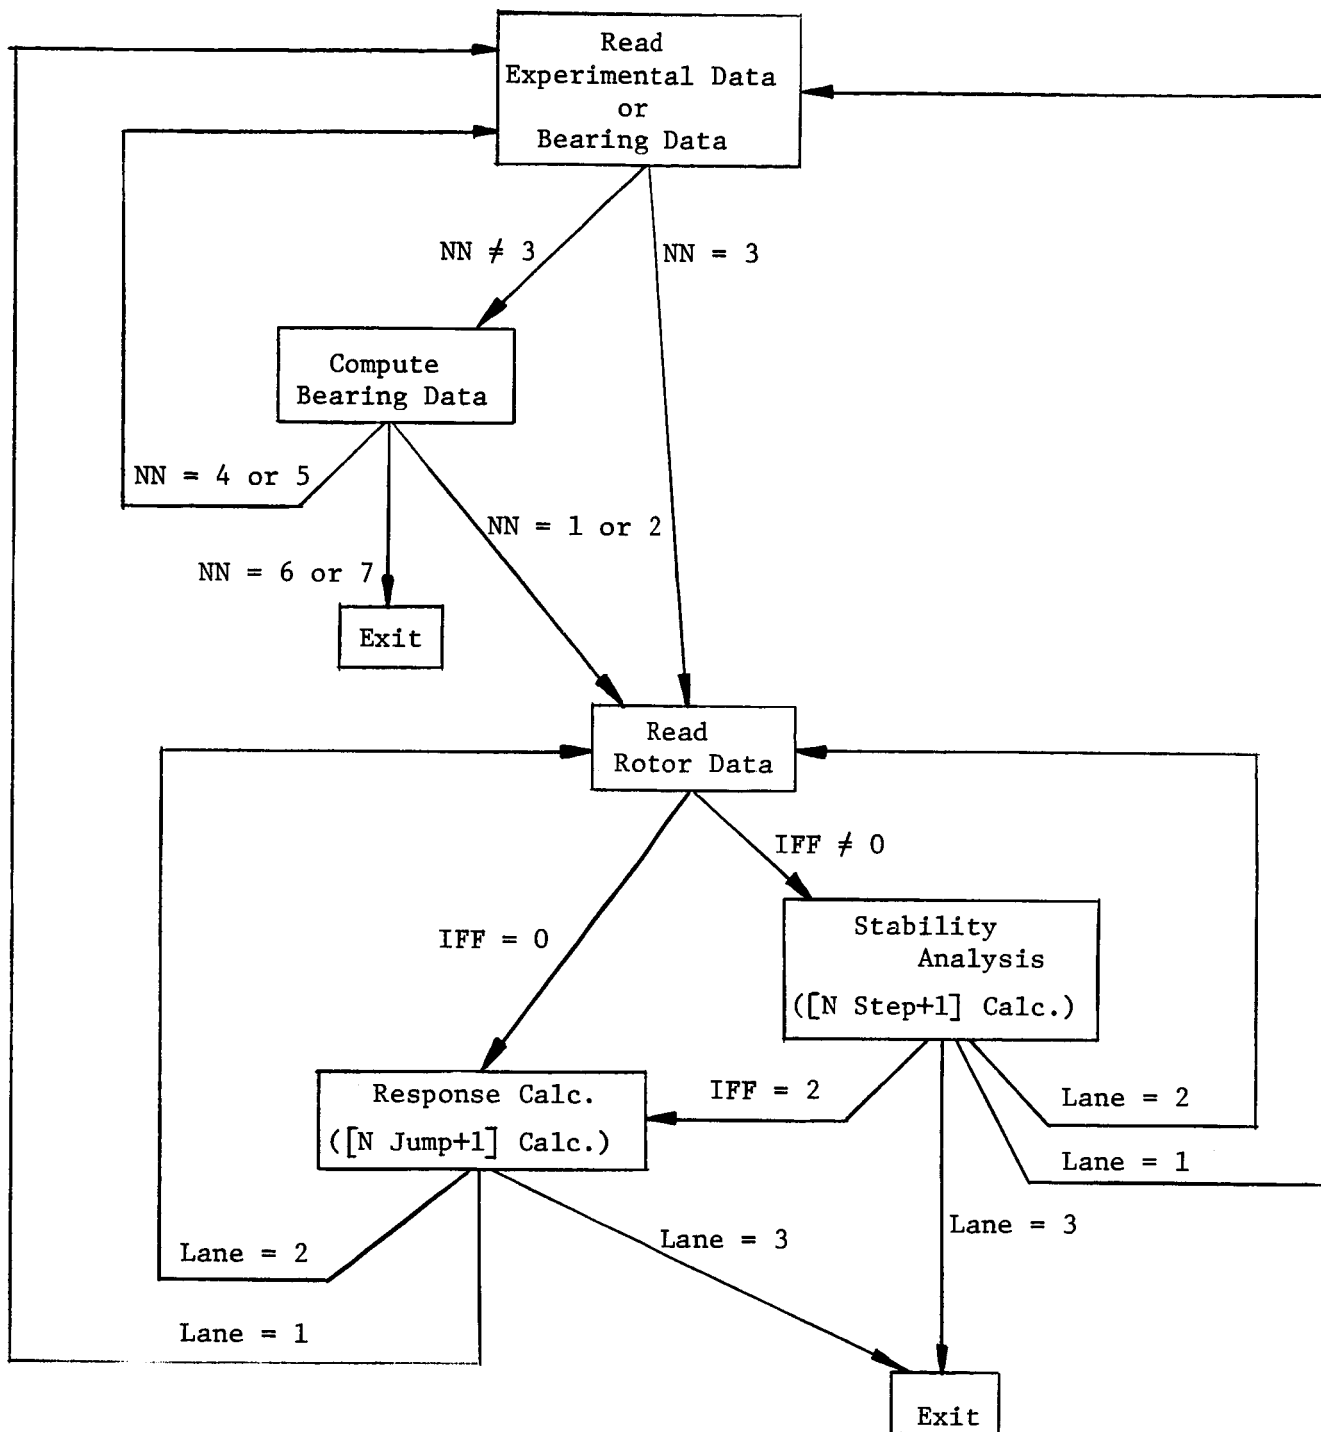 Read
Experimental Data
or
Bearing Data
NN ≠ 3
NN = 3
Compute
Bearing Data
NN = 4 or 5
NN = 1 or 2
NN = 6 or 7
Exit
Read
Rotor Data
IFF ≠ 0
IFF = 0
Stability
Analysis
([N Step+1] Calc.)
Response Calc.
([N Jump+1] Calc.)
IFF = 2
Lane = 2
Lane = 1
Lane = 3
Lane = 3
Lane = 2
Lane = 1
Exit